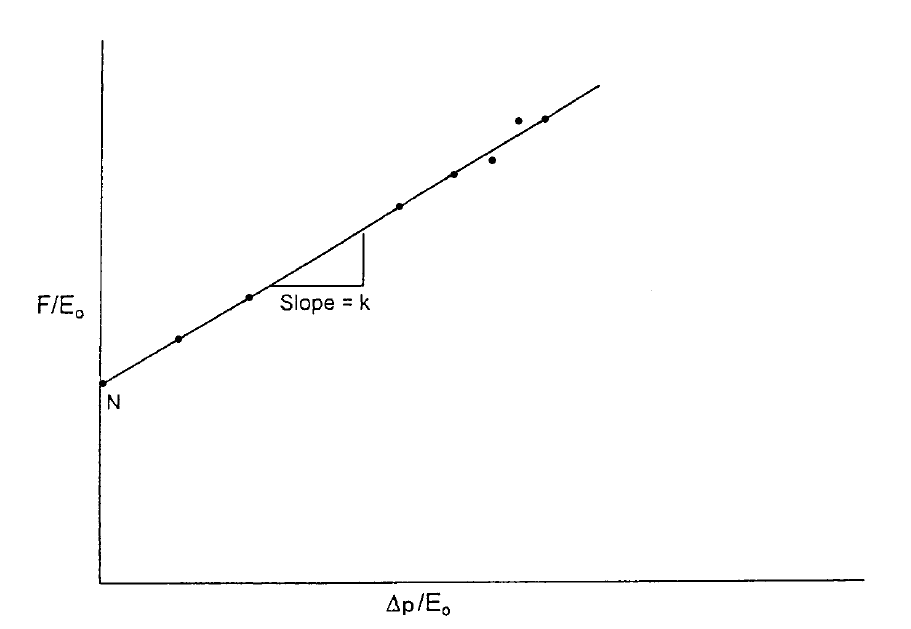 F/Eₒ
Slope = k
N
Δp/Eₒ